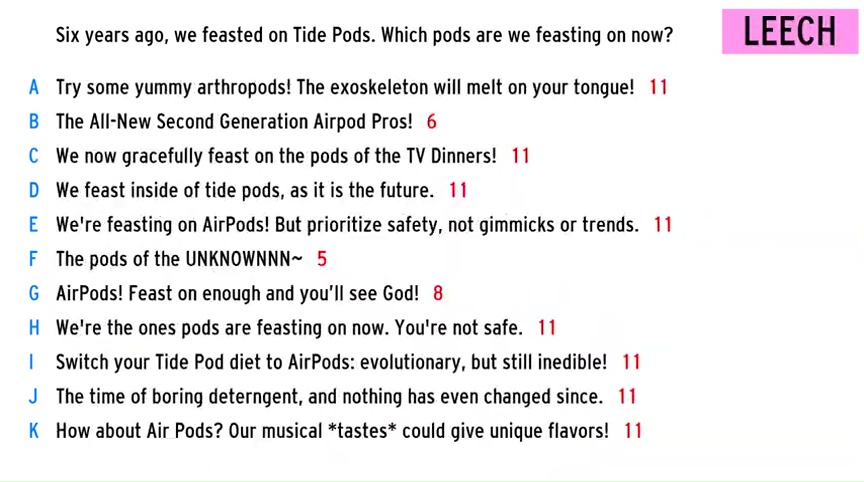 Six years ago, we feasted on Tide Pods. Which pods are we feasting on now?
LEECH
A Try some yummy arthropods! The exoskeleton will melt on your tongue! 11
B The All-New Second Generation Airpod Pros! 6
C We now gracefully feast on the pods of the TV Dinners! 11
D We feast inside of tide pods, as it is the future. 11
E We're feasting on AirPods! But prioritize safety, not gimmicks or trends. 11
F The pods of the UNKNOWNNN~ 5
G AirPods! Feast on enough and you’ll see God! 8
H We're the ones pods are feasting on now. You're not safe. 11
I Switch your Tide Pod diet to AirPods: evolutionary, but still inedible! 11
J The time of boring deterngent, and nothing has even changed since. 11
K How about Air Pods? Our musical *tastes* could give unique flavors! 11